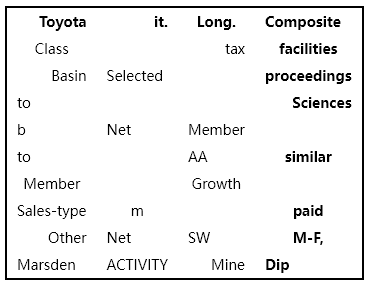 Toyota it. Long. Composite
Class tax facilities
Basin Selected proceedings
to Sciences
b Net Member
to AA similar
Member Growth
Sales-type m paid
Other Net SW M-F,
Marsden ACTIVITY Mine Dip